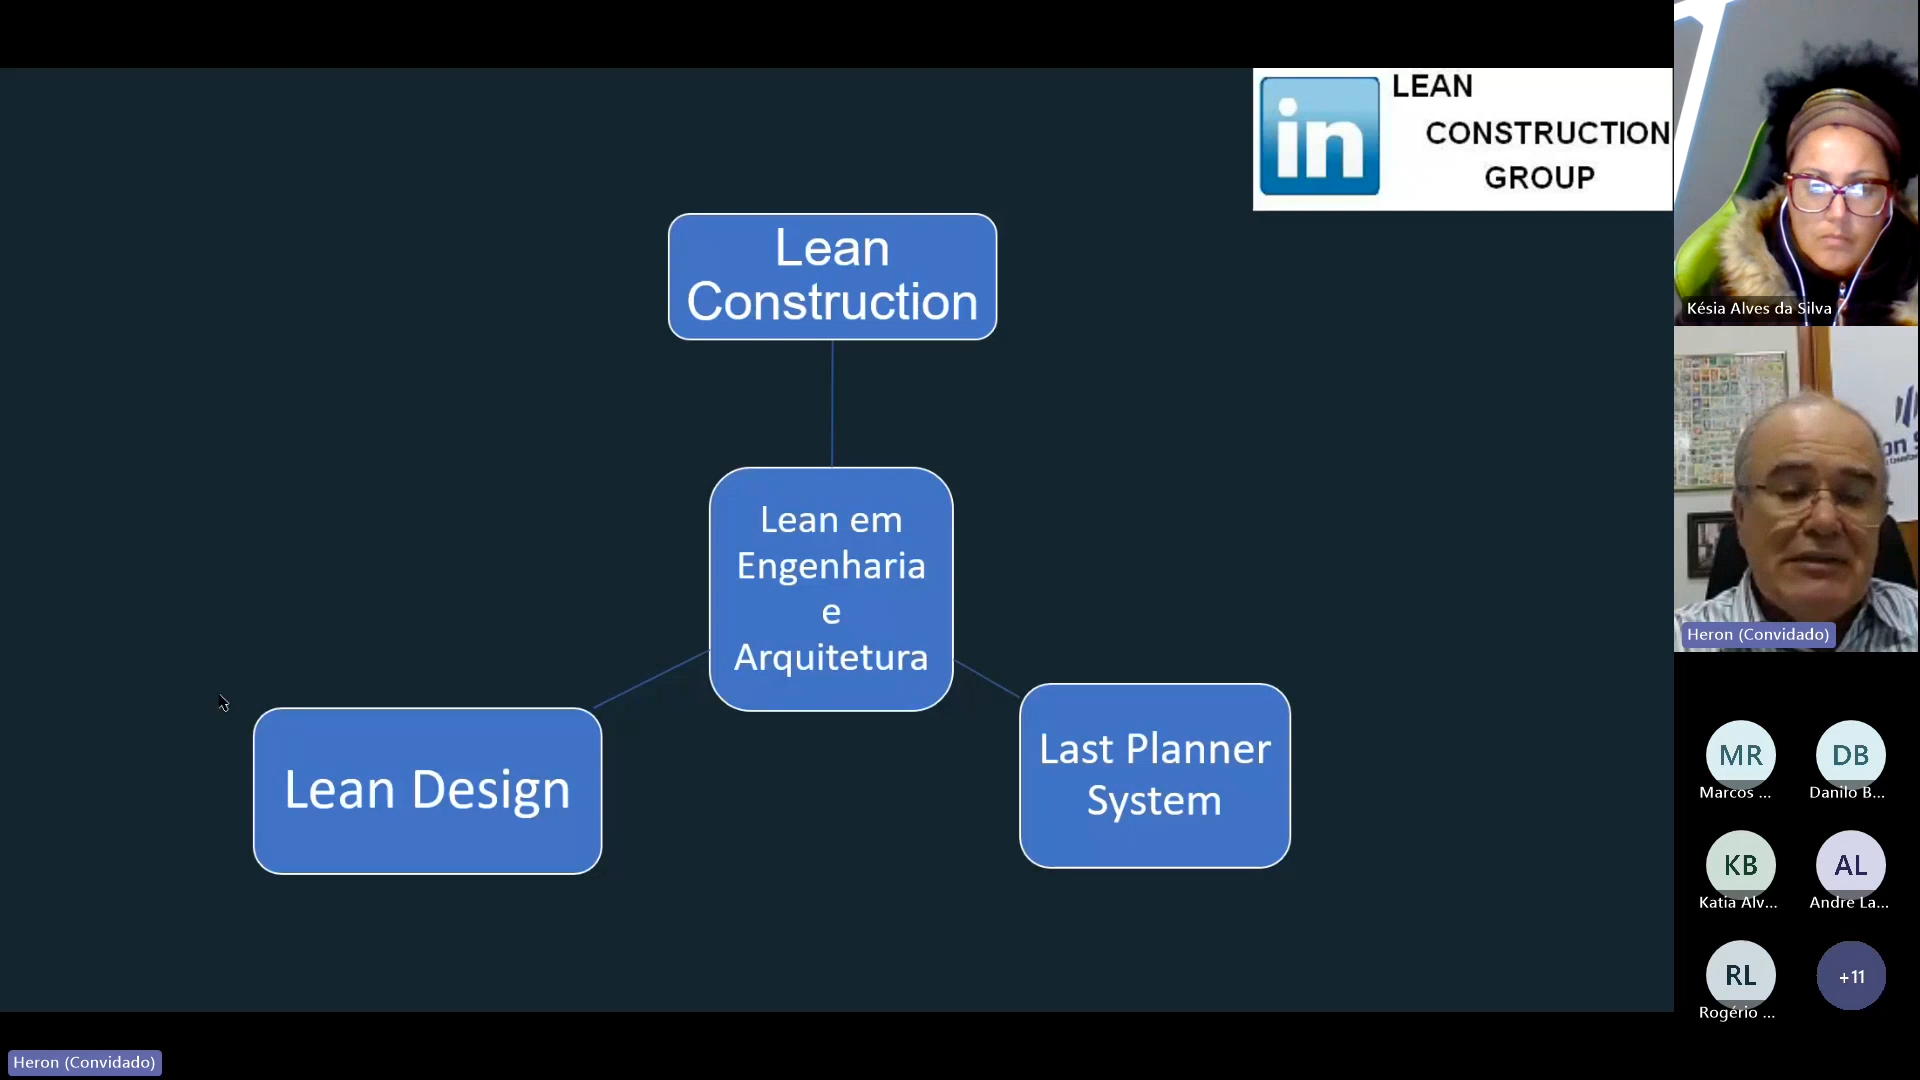 in
LEAN
CONSTRUCTION
GROUP
Lean
Construction
Lean em
Engenharia
e
Arquitetura
Lean Design
Last Planner
System
Késia Alves da Silva
Heron (Convidado)
MR
DB
Marcos ...
Danilo B...
KB
AL
Katia Alv...
Andre La...
RL
+11
Rogério ...
Heron (Convidado)